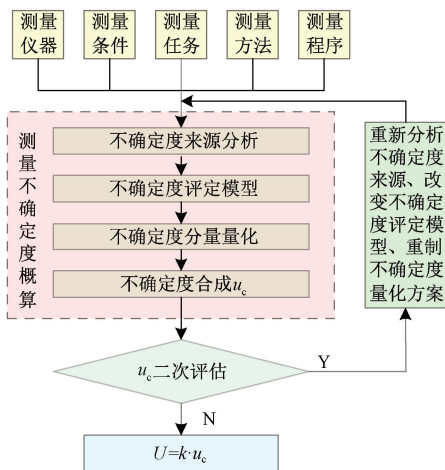 测量
仪器
测量
条件
测量
任务
测量
方法
测量
程序
测
量
不
确
定
度
概
算
不确定度来源分析
不确定度评定模型
不确定度分量量化
不确定度合成uc
重新分析
不确定度
来源、改
变不确定
度评定模
型、重制
不确定度
量化方案
uc二次评估
Y
N
U=k·uc